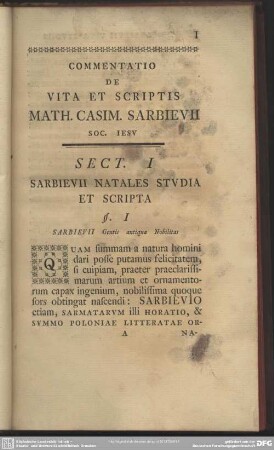 I
COMMENTATIO
DE
VITA ET SCRIPTIS
MATH. CASIM. SARBIEVII
SOC. IESV
SECT. I
SARBIEVII NATALES STVDIA
ET SCRIPTA
§. I
SARBIEVII Gentis antiqua Nobilitas
QUAM summam a natura homini
dari posse putamus felicitatem,
si cuipiam, praeter praeclarissi-
marum artium et ornamento-
rum capax ingenium, nobilissima quoque
sors obtingat nascendi: SARBIEVIO
etiam, SARMATARVM illi HORATIO, &
SVMMO POLONIAE LITTERATAE OR-
A NA-